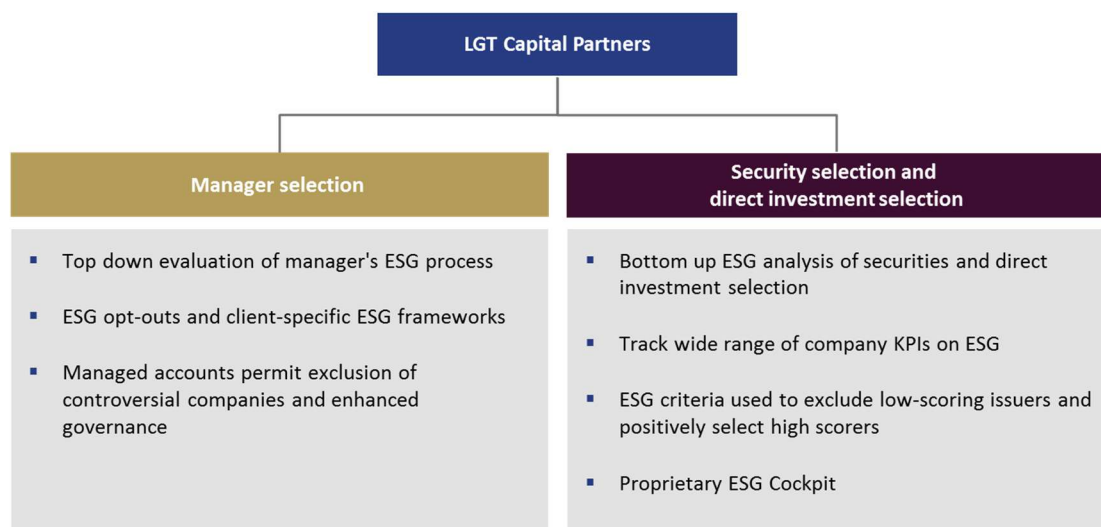 LGT Capital Partners
Manager selection
▪ Top down evaluation of manager's ESG process
▪ ESG opt-outs and client-specific ESG frameworks
▪ Managed accounts permit exclusion of
controversial companies and enhanced
governance
Security selection and
direct investment selection
▪ Bottom up ESG analysis of securities and direct
investment selection
▪ Track wide range of company KPIs on ESG
▪ ESG criteria used to exclude low-scoring issuers and
positively select high scorers
▪ Proprietary ESG Cockpit